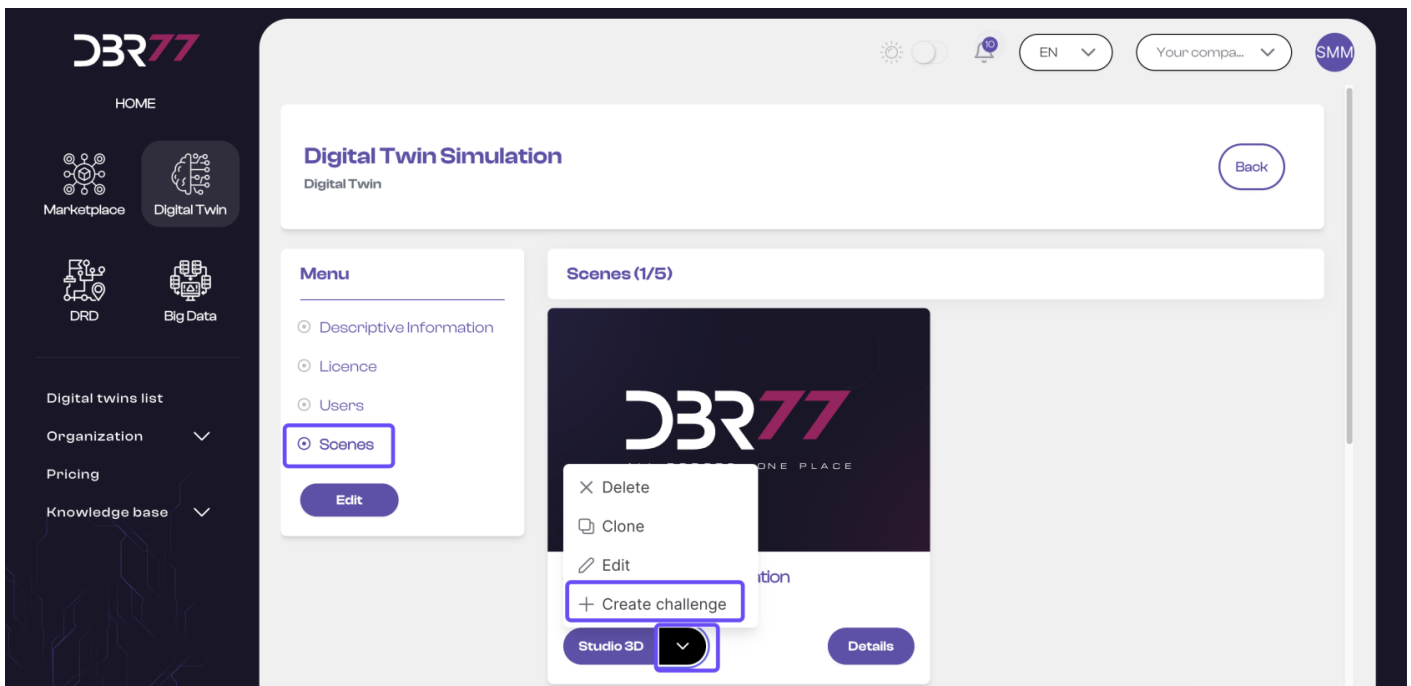 DBR77
10
EN
Your compa...
SMM
HOME
Marketplace
Digital Twin
DRD
Big Data
Digital twins list
Organization
Pricing
Knowledge base
Digital Twin Simulation
Digital Twin
Back
Menu
Descriptive Information
Licence
Users
Scenes
Edit
Scenes (1/5)
DBR77
ONE PLACE
Delete
Clone
Edit
Create challenge
Studio 3D
Details